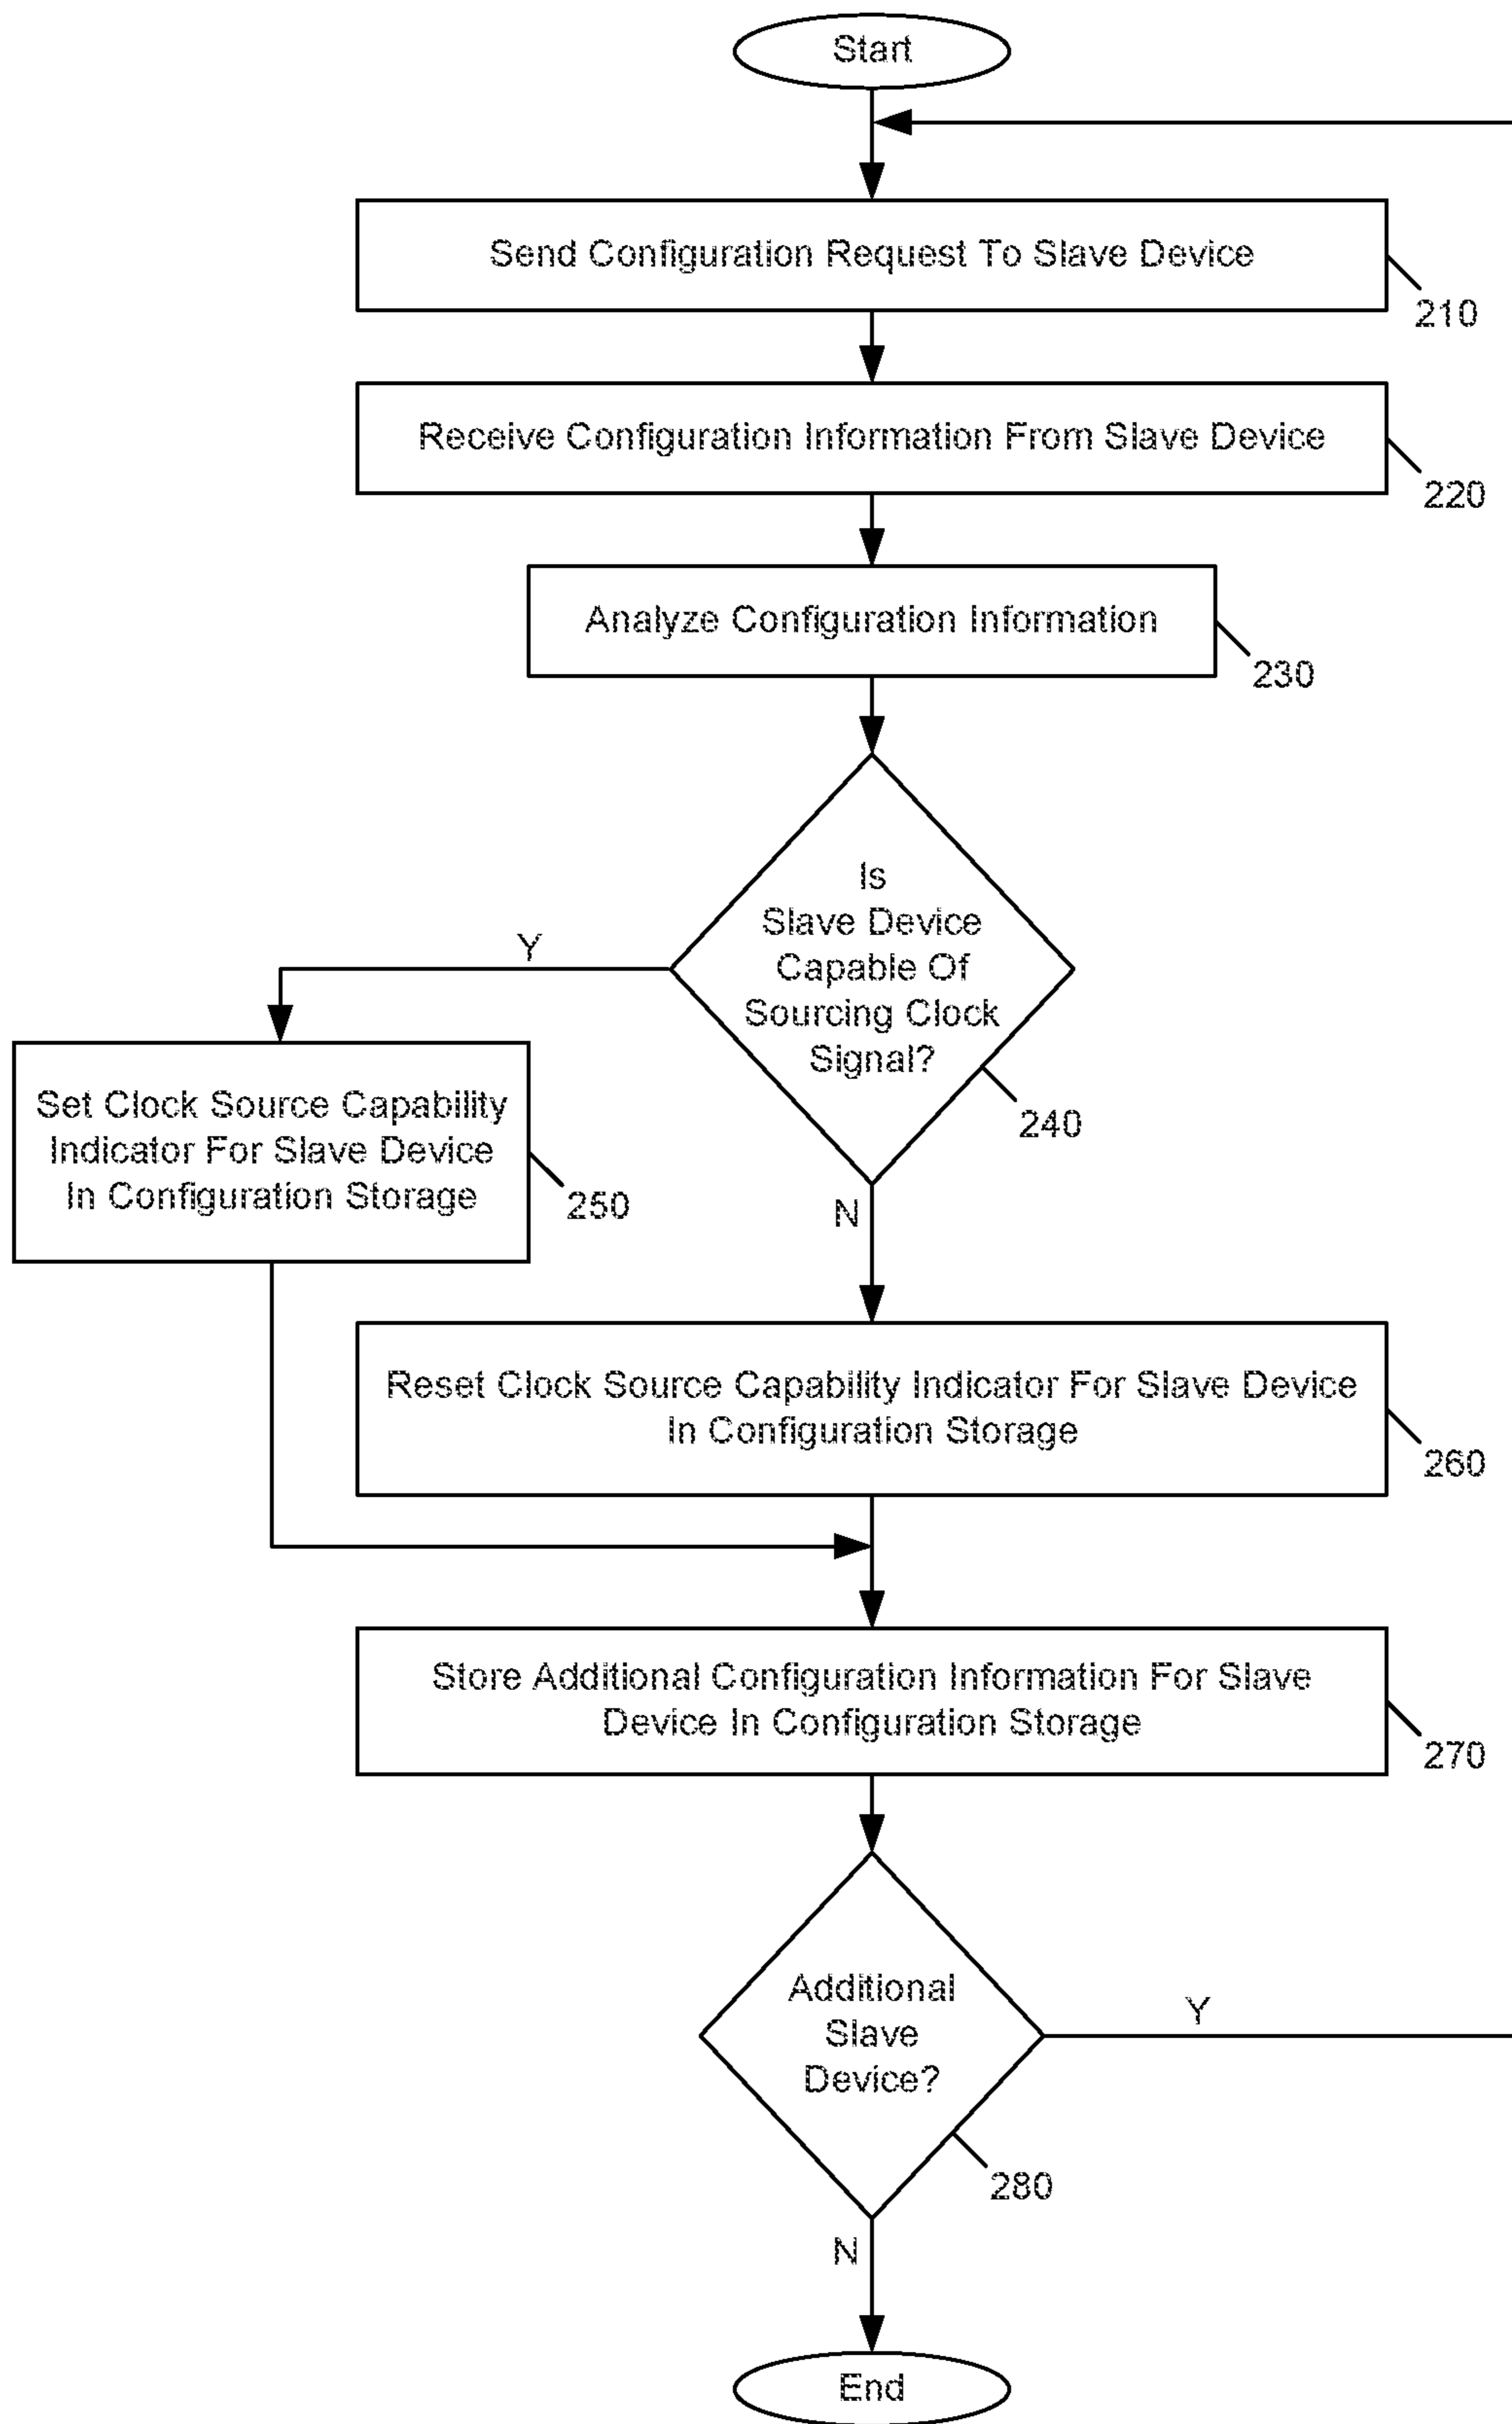 Start
Send Configuration Request To Slave Device
210
Receive Configuration Information From Slave Device
220
Analyze Configuration Information
230
Is
Slave Device
Capable Of
Sourcing Clock
Signal?
240
Y
Set Clock Source Capability
Indicator For Slave Device
In Configuration Storage
250
N
Reset Clock Source Capability Indicator For Slave Device
In Configuration Storage
260
Store Additional Configuration Information For Slave
Device In Configuration Storage
270
Additional
Slave
Device?
280
Y
N
End